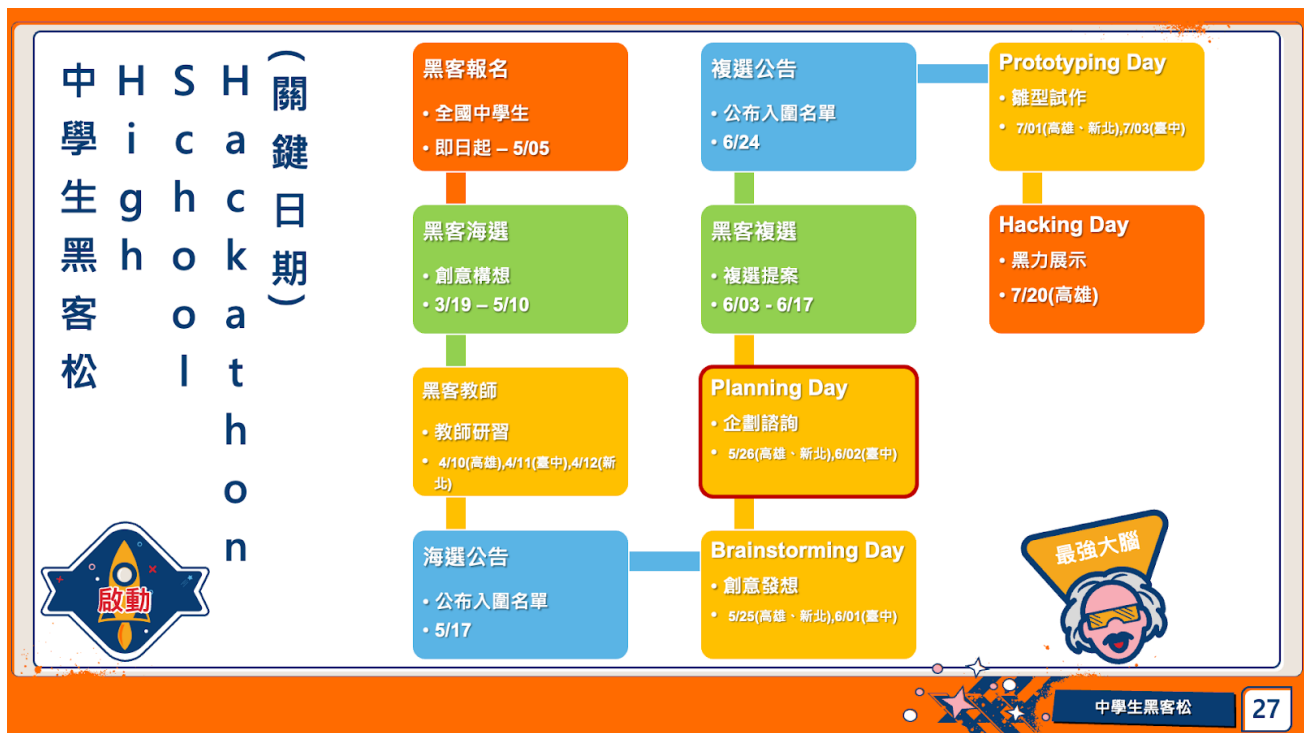 中學生黑客松
High
School
Hackathon
(關鍵日期)
黑客報名
• 全國中學生
• 即日起 – 5/05
黑客海選
• 創意構想
• 3/19 – 5/10
黑客教師
• 教師研習
• 4/10(高雄),4/11(臺中),4/12(新
北)
海選公告
• 公布入圍名單
• 5/17
Brainstorming Day
• 創意發想
• 5/25(高雄、新北),6/01(臺中)
Planning Day
• 企劃諮詢
• 5/26(高雄、新北),6/02(臺中)
黑客複選
• 複選提案
• 6/03 - 6/17
複選公告
• 公布入圍名單
• 6/24
Prototyping Day
• 雛型試作
• 7/01(高雄、新北),7/03(臺中)
Hacking Day
• 黑力展示
• 7/20(高雄)
啟動
最強大腦
中學生黑客松
27